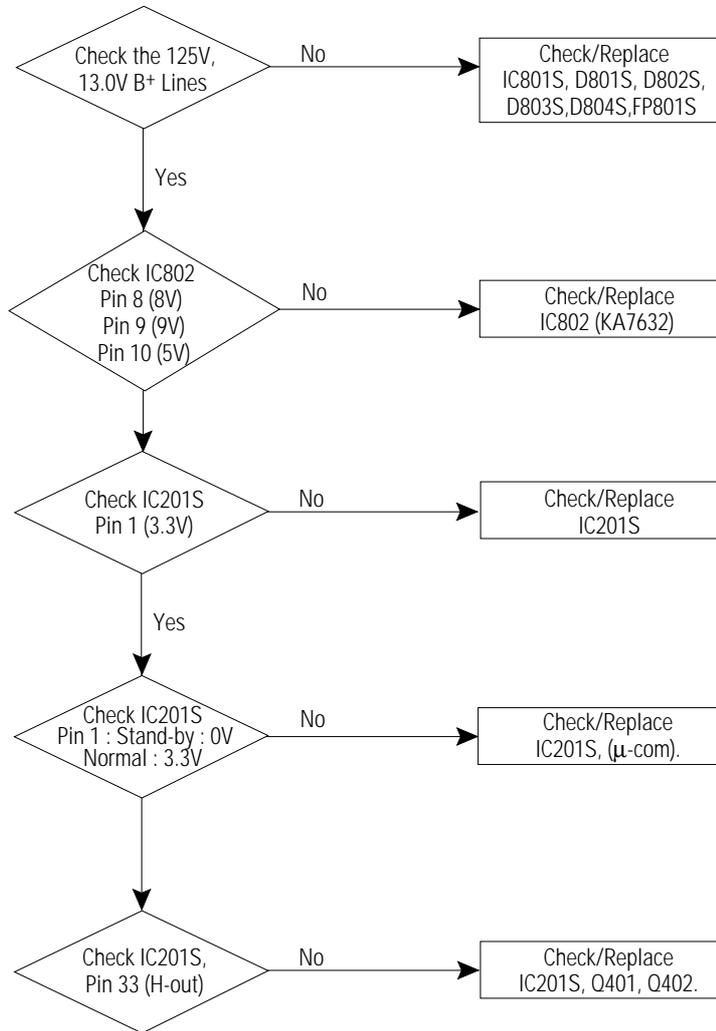 Check the 125V,
13.0V B+ Lines
No
Check/Replace
IC801S, D801S, D802S,
D803S,D804S,FP801S
Yes
Check IC802
Pin 8 (8V)
Pin 9 (9V)
Pin 10 (5V)
No
Check/Replace
IC802 (KA7632)
Check IC201S
Pin 1 (3.3V)
No
Check/Replace
IC201S
Yes
Check IC201S
Pin 1 : Stand-by : 0V
Normal : 3.3V
No
Check/Replace
IC201S, (µ-com).
Check IC201S,
Pin 33 (H-out)
No
Check/Replace
IC201S, Q401, Q402.